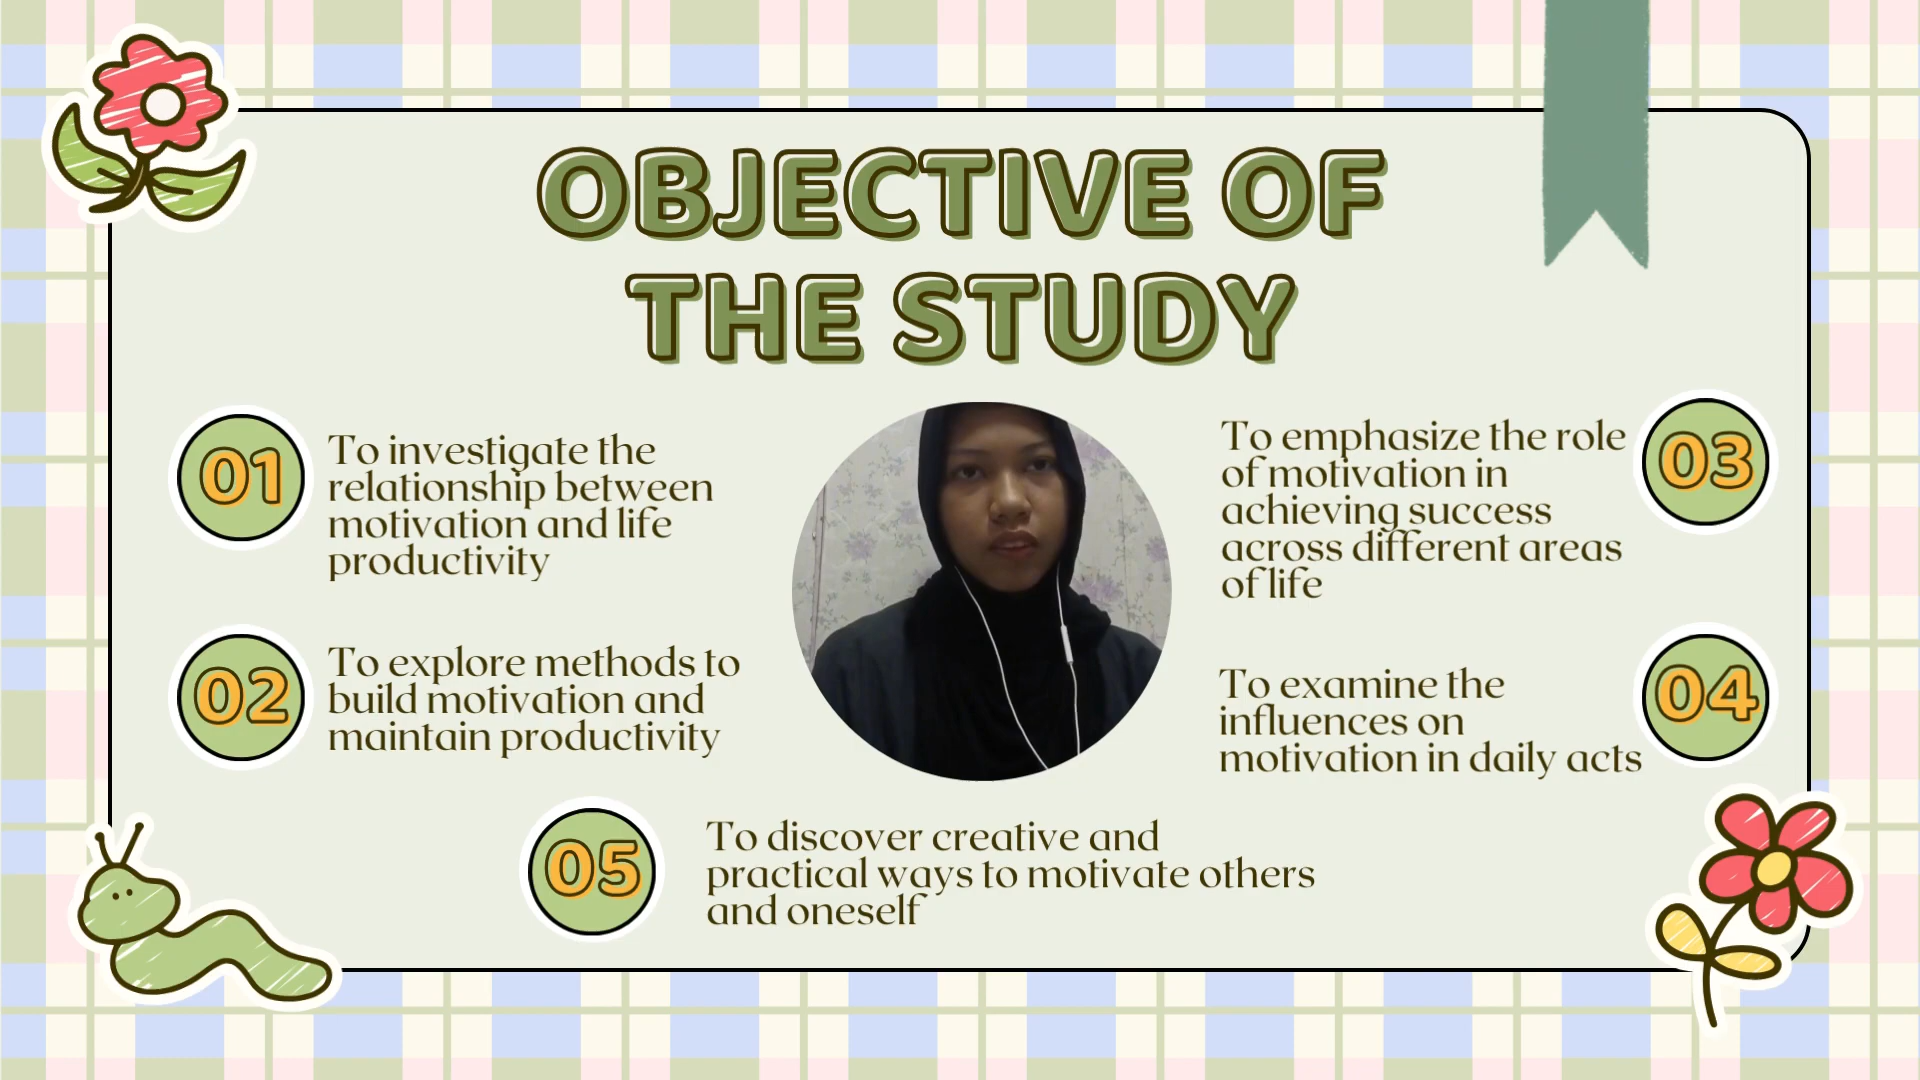 OBJECTIVE OF
THE STUDY
01
To investigate the
relationship between
motivation and life
productivity
02
To explore methods to
build motivation and
maintain productivity
03
To emphasize the role
of motivation in
achieving success
across different areas
of life
04
To examine the
influences on
motivation in daily acts
05
To discover creative and
practical ways to motivate others
and oneself